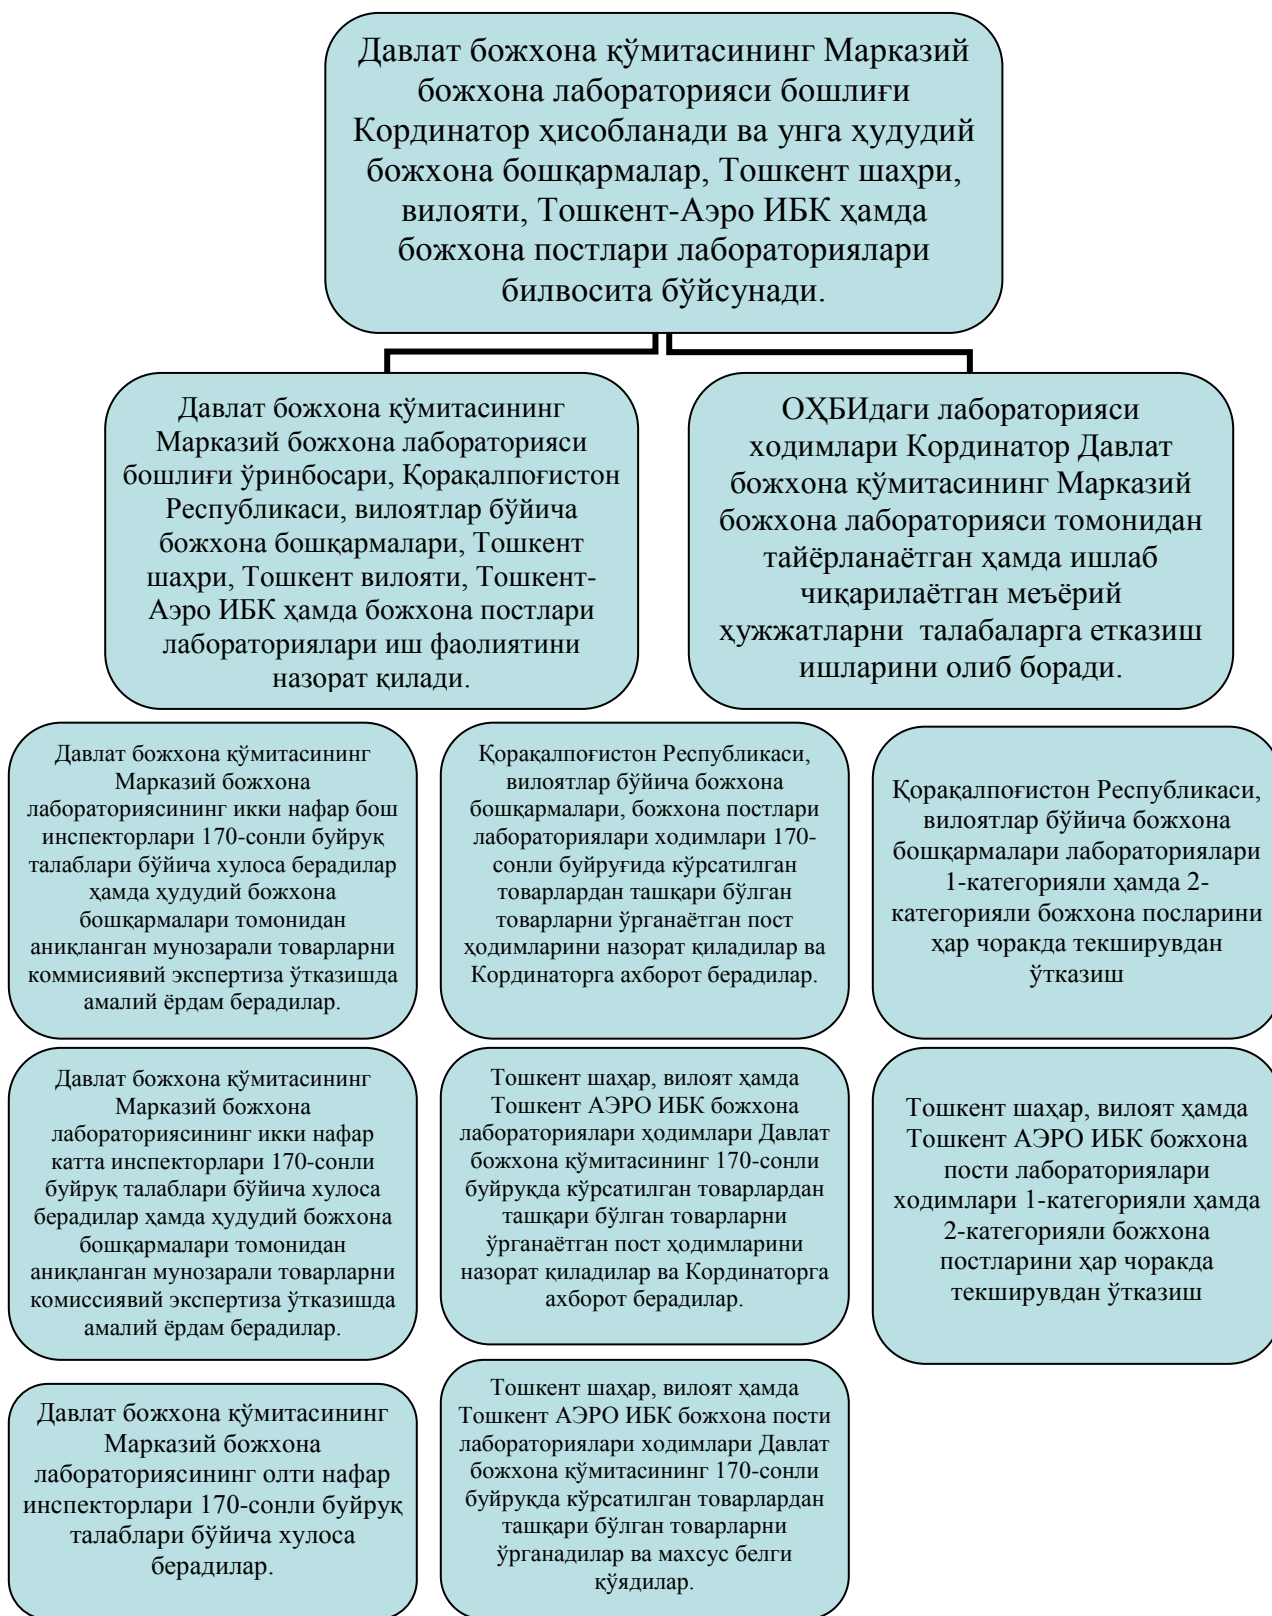 Давлат божхона қўмитасининг Марказий
божхона лабораторияси бошлиғи
Кординатор ҳисобланади ва унга ҳудудий
божхона бошқармалар, Тошкент шаҳри,
вилояти, Тошкент-Аэро ИБК ҳамда
божхона постлари лабораториялари
билвосита бўйсунади.
Давлат божхона қўмитасининг
Марказий божхона лабораторияси
бошлиғи ўринбосари, Қорақалпоғистон
Республикаси, вилоятлар бўйича
божхона бошқармалари, Тошкент
шаҳри, Тошкент вилояти, Тошкент-
Аэро ИБК ҳамда божхона постлари
лабораториялари иш фаолиятини
назорат қилади.
ОҲБИдаги лабораторияси
ходимлари Кординатор Давлат
божхона қўмитасининг Марказий
божхона лабораторияси томонидан
тайёрланаётган ҳамда ишлаб
чиқарилаётган меъёрий
ҳужжатларни талабаларга етказиш
ишларини олиб боради.
Давлат божхона қўмитасининг
Марказий божхона
лабораториясининг икки нафар бош
инспекторлари 170-сонли буйруқ
талаблари бўйича хулоса берадилар
ҳамда ҳудудий божхона
бошқармалари томонидан
аниқланган мунозарали товарларни
коммисиявий экспертиза ўтказишда
амалий ёрдам берадилар.
Қорақалпоғистон Республикаси,
вилоятлар бўйича божхона
бошқармалари, божхона постлари
лабораториялари ходимлари 170-
сонли буйруғида кўрсатилган
товарлардан ташқари бўлган
товарларни ўрганаётган пост
ҳодимларини назорат қиладилар ва
Кординаторга ахборот берадилар.
Қорақалпоғистон Республикаси,
вилоятлар бўйича божхона
бошқармалари лабораториялари
1-категорияли ҳамда 2-
категорияли божхона посларини
ҳар чоракда текширувдан
ўтказиш
Давлат божхона қўмитасининг
Марказий божхона
лабораториясининг икки нафар
катта инспекторлари 170-сонли
буйруқ талаблари бўйича хулоса
берадилар ҳамда ҳудудий божхона
бошқармалари томонидан
аниқланган мунозарали товарларни
комиссиявий экспертиза ўтказишда
амалий ёрдам берадилар.
Тошкент шаҳар, вилоят ҳамда
Тошкент АЭРО ИБК божхона
лабораториялари ҳодимлари Давлат
божхона қўмитасининг 170-сонли
буйруқда кўрсатилган товарлардан
ташқари бўлган товарларни
ўрганаётган пост ҳодимларини
назорат қиладилар ва Кординаторга
ахборот берадилар.
Тошкент шаҳар, вилоят ҳамда
Тошкент АЭРО ИБК божхона
пости лабораториялари
ходимлари 1-категорияли ҳамда
2-категорияли божхона
постларини ҳар чоракда
текширувдан ўтказиш
Давлат божхона қўмитасининг
Марказий божхона
лабораториясининг олти нафар
инспекторлари 170-сонли буйруқ
талаблари бўйича хулоса
берадилар.
Тошкент шаҳар, вилоят ҳамда
Тошкент АЭРО ИБК божхона пости
лабораториялари ходимлари Давлат
божхона қўмитасининг 170-сонли
буйруқда кўрсатилган товарлардан
ташқари бўлган товарларни
ўрганадилар ва махсус белги
қўядилар.